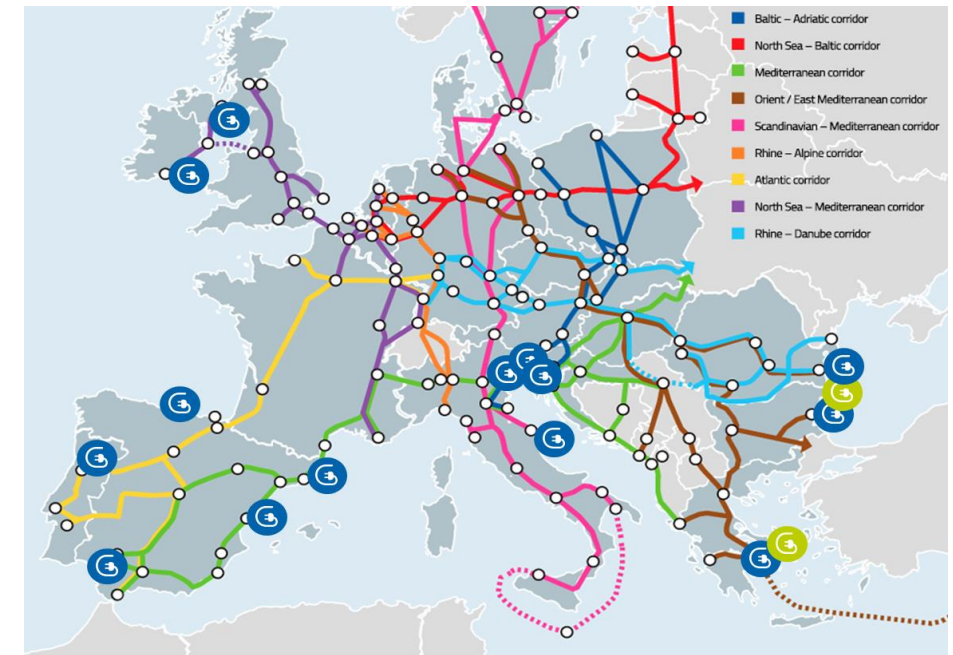 Baltic – Adriatic corridor
North Sea – Baltic corridor
Mediterranean corridor
Orient / East Mediterranean corridor
Scandinavian – Mediterranean corridor
Rhine – Alpine corridor
Atlantic corridor
North Sea – Mediterranean corridor
Rhine – Danube corridor